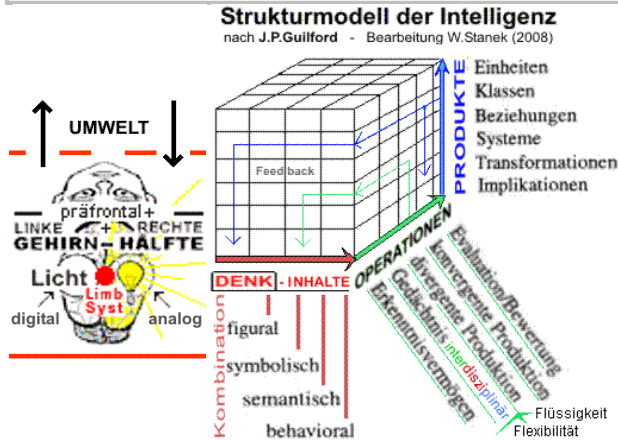 Strukturmodell der Intelligenz
nach J.P.Guilford - Bearbeitung W.Stanek (2008)
UMWELT
präfrontal+
LINKE + RECHTE
GEHIRN-HÄLFTE
Licht
Limb
Syst
digital
analog
Feedback
PRODUKTE
Einheiten
Klassen
Beziehungen
Systeme
Transformationen
Implikationen
OPERATIONEN
Evaluation/Bewertung
konvergente Produktion
divergente Produktion
Gedächtnis
Erkenntnisvermögen
interdisziplinär
Flüssigkeit
Flexibilität
DENK - INHALTE
Kombination
figural
symbolisch
semantisch
behavioral